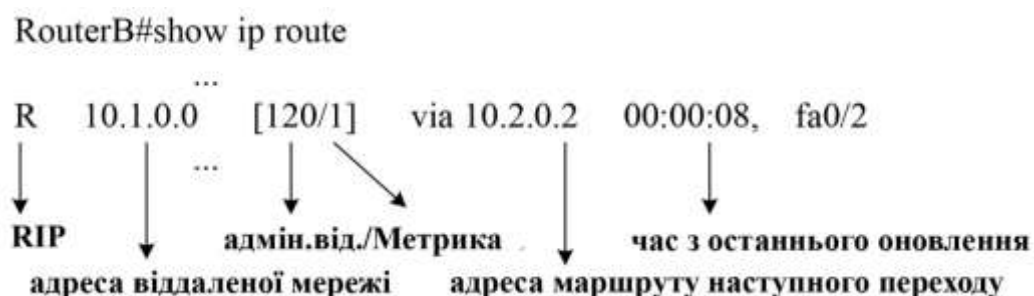 RouterB#show ip route
...
R 10.1.0.0 [120/1] via 10.2.0.2 00:00:08, fa0/2
...
RIP адмін.від./Метрика час з останнього оновлення
адреса віддаленої мережі адреса маршруту наступного переходу